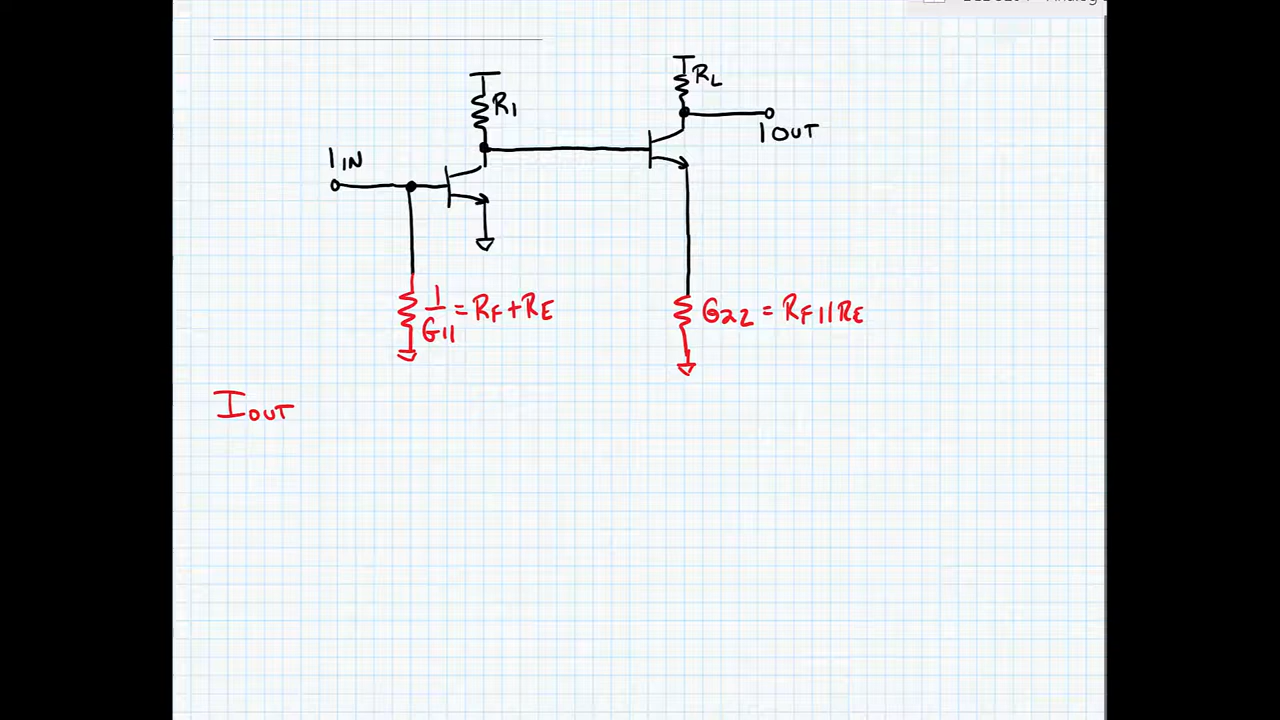 RL
R1
IOUT
IIN
1/G11 = RF+RE
G22 = RF||RE
IOUT